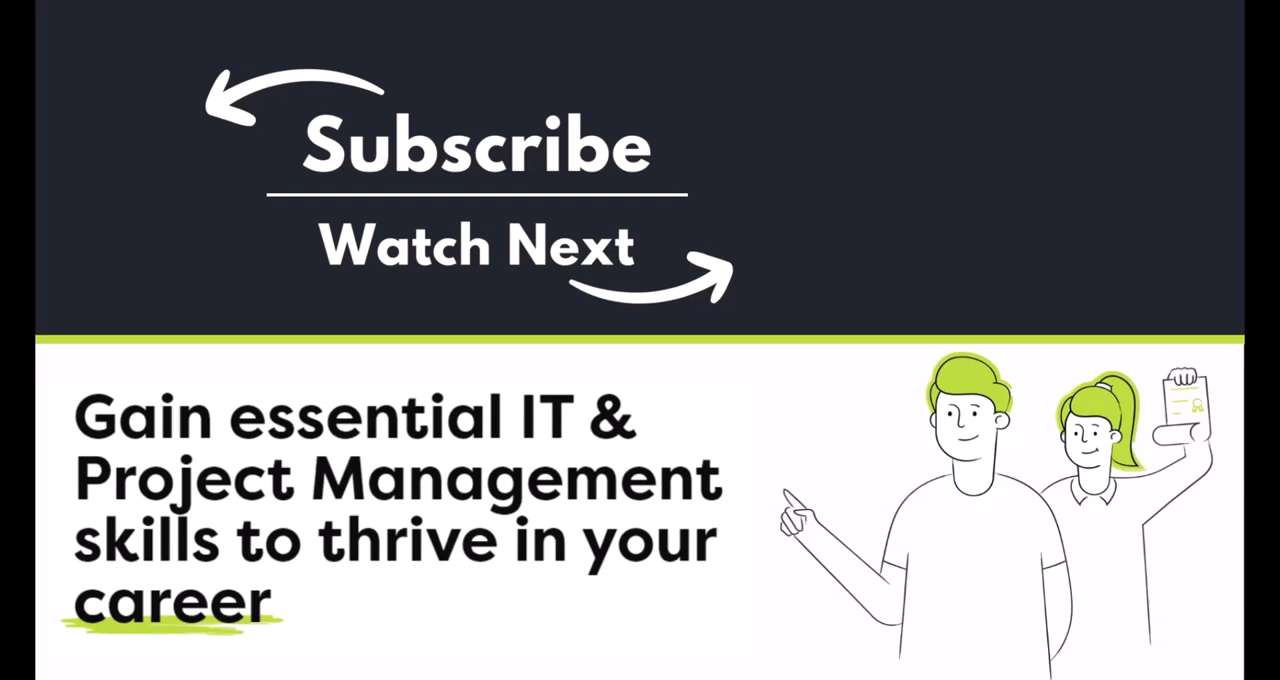 Subscribe
Watch Next
Gain essential IT &
Project Management
skills to thrive in your
career